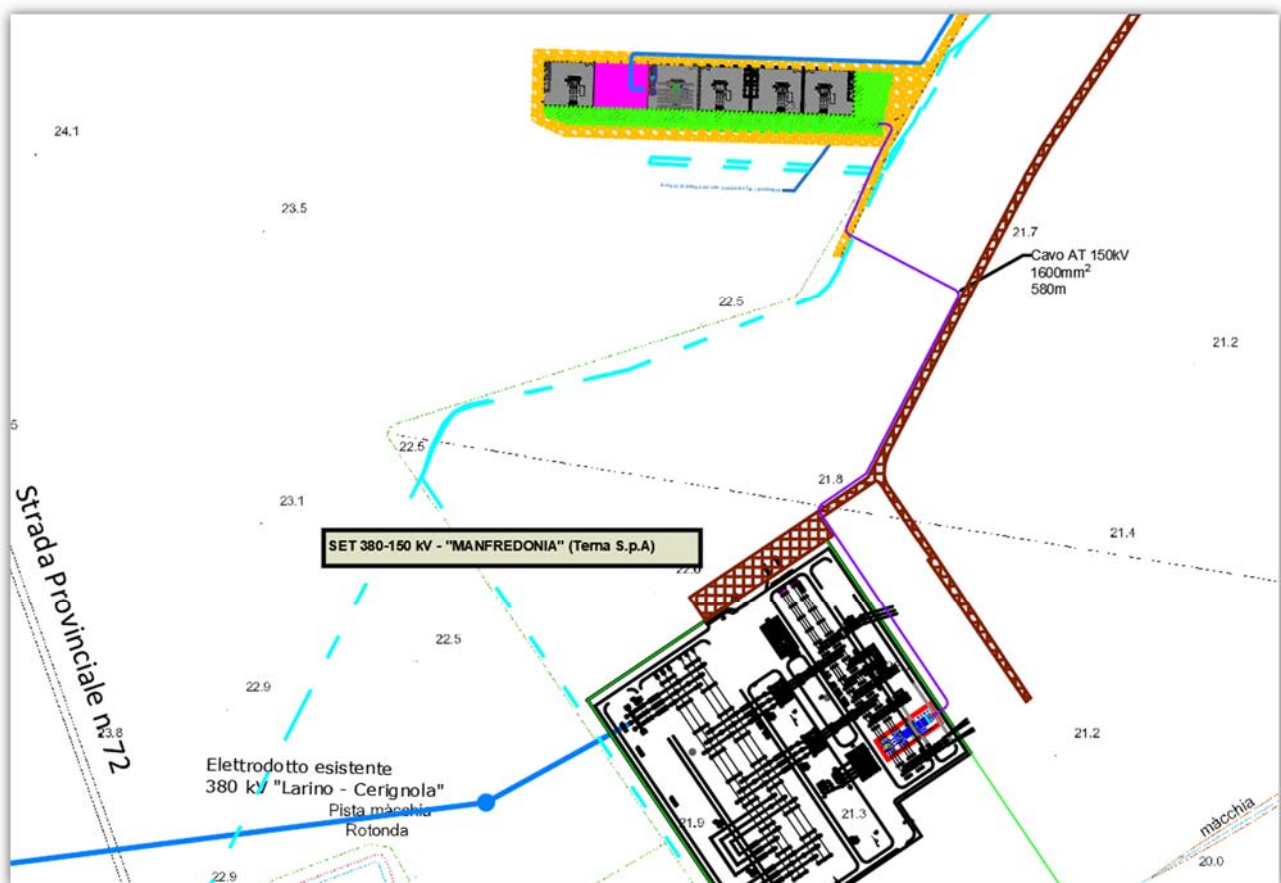 24.1
23.5
21.7
Cavo AT 150kV
1600mm²
580m
22.5
21.2
5
22.5
21.8
23.1
21.4
Strada Provinciale n°72
SET 380-150 kV - "MANFREDONIA" (Terna S.p.A)
22.6
22.5
22.9
23.8
21.2
Elettrodotto esistente
380 kV "Larino - Cerignola"
Pista màcchia
Rotonda
21.9
21.3
màcchia
20.0
22.9